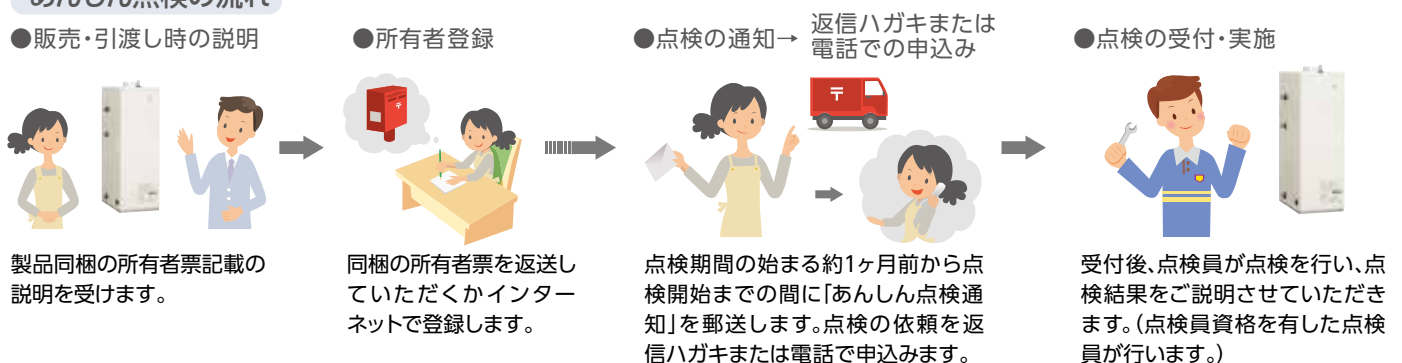 あんしん点検の流れ
●販売・引渡し時の説明
●所有者登録
●点検の通知→
返信ハガキまたは
電話での申込み
●点検の受付・実施
製品同梱の所有者票記載の
説明を受けます。
同梱の所有者票を返送し
ていただくかインター
ネットで登録します。
点検期間の始まる約1ヶ月前から点
検開始までの間に「あんしん点検通
知」を郵送します。点検の依頼を返
信ハガキまたは電話で申込みます。
受付後、点検員が点検を行い、点
検結果をご説明させていただき
ます。(点検員資格を有した点検
員が行います。)